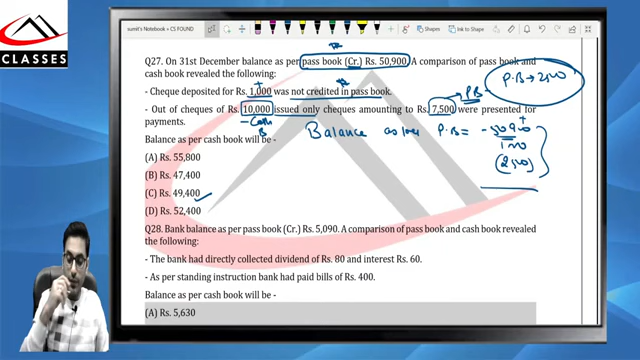 sumit's Notebook + CS FOUND...
Draw
Ink to Shape
CLASSES
Q27. On 31st December balance as per pass book (Cr.) Rs. 50,900. A comparison of pass book and
cash book revealed the following:
- Cheque deposited for Rs. 1,000 was not credited in pass book.
- Out of cheques of Rs. 10,000 issued only cheques amounting to Rs. 7,500 were presented for
payments.
Balance as per cash book will be -
(A) Rs. 55,800
(B) Rs. 47,400
(C) Rs. 49,400
(D) Rs. 52,400
+
P.B
P.B → 2500
- Cash
B
Balance as per P.B =
(2500)
Q28. Bank balance as per pass book (Cr.) Rs. 5,090. A comparison of pass book and cash book revealed
the following:
- The bank had directly collected dividend of Rs. 80 and interest Rs. 60.
- As per standing instruction bank had paid bills of Rs. 400.
Balance as per cash book will be -
(A) Rs. 5,630